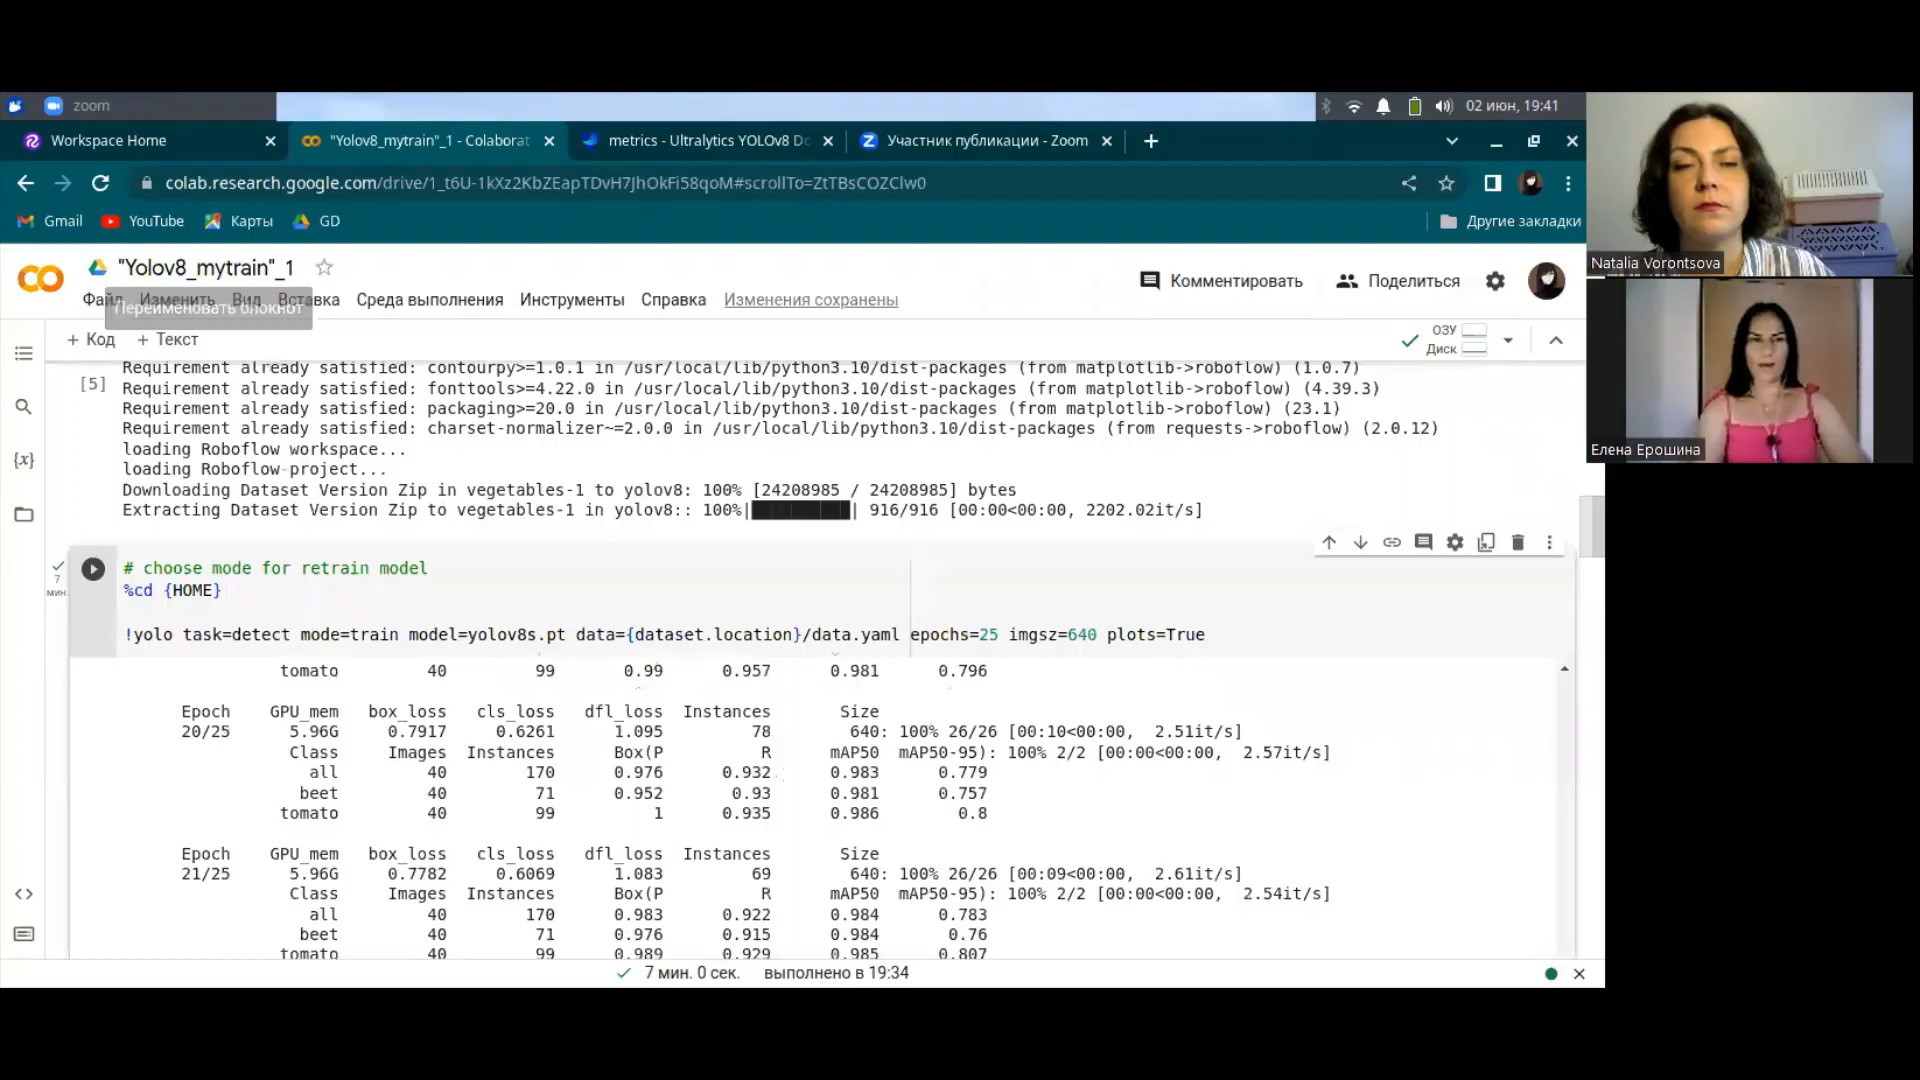 zoom
02 июн, 19:41
Workspace Home
"Yolov8_mytrain"_1 - Colaborat
metrics - Ultralytics YOLOv8 Do
Участник публикации - Zoom
colab.research.google.com/drive/1_t6U-1kXz2KbZEapTDvH7JhOkFi58qoM#scrollTo=ZtTBsCOZClw0
Gmail
YouTube
Карты
GD
Другие закладки
Natalia Vorontsova
Елена Ерошина
"Yolov8_mytrain"_1
Файл Изменить Вид Вставка Среда выполнения Инструменты Справка Изменения сохранены
Переименовать блокнот
Комментировать
Поделиться
+ Код + Текст
ОЗУ
Диск
[5]
Requirement already satisfied: contourpy>=1.0.1 in /usr/local/lib/python3.10/dist-packages (from matplotlib->roboflow) (1.0.7)
Requirement already satisfied: fonttools>=4.22.0 in /usr/local/lib/python3.10/dist-packages (from matplotlib->roboflow) (4.39.3)
Requirement already satisfied: packaging>=20.0 in /usr/local/lib/python3.10/dist-packages (from matplotlib->roboflow) (23.1)
Requirement already satisfied: charset-normalizer~=2.0.0 in /usr/local/lib/python3.10/dist-packages (from requests->roboflow) (2.0.12)
loading Roboflow workspace...
loading Roboflow project...
Downloading Dataset Version Zip in vegetables-1 to yolov8: 100% [24208985 / 24208985] bytes
Extracting Dataset Version Zip to vegetables-1 in yolov8:: 100%|██████████| 916/916 [00:00<00:00, 2202.02it/s]
7
мин.
# choose mode for retrain model
%cd {HOME}
!yolo task=detect mode=train model=yolov8s.pt data={dataset.location}/data.yaml epochs=25 imgsz=640 plots=True
tomato 40 99 0.99 0.957 0.981 0.796
Epoch GPU_mem box_loss cls_loss dfl_loss Instances Size
20/25 5.96G 0.7917 0.6261 1.095 78 640: 100% 26/26 [00:10<00:00, 2.51it/s]
Class Images Instances Box(P R mAP50 mAP50-95): 100% 2/2 [00:00<00:00, 2.57it/s]
all 40 170 0.976 0.932 0.983 0.779
beet 40 71 0.952 0.93 0.981 0.757
tomato 40 99 1 0.935 0.986 0.8
Epoch GPU_mem box_loss cls_loss dfl_loss Instances Size
21/25 5.96G 0.7782 0.6069 1.083 69 640: 100% 26/26 [00:09<00:00, 2.61it/s]
Class Images Instances Box(P R mAP50 mAP50-95): 100% 2/2 [00:00<00:00, 2.54it/s]
all 40 170 0.983 0.922 0.984 0.783
beet 40 71 0.976 0.915 0.984 0.76
tomato 40 99 0.989 0.929 0.985 0.807
7 мин. 0 сек. выполнено в 19:34